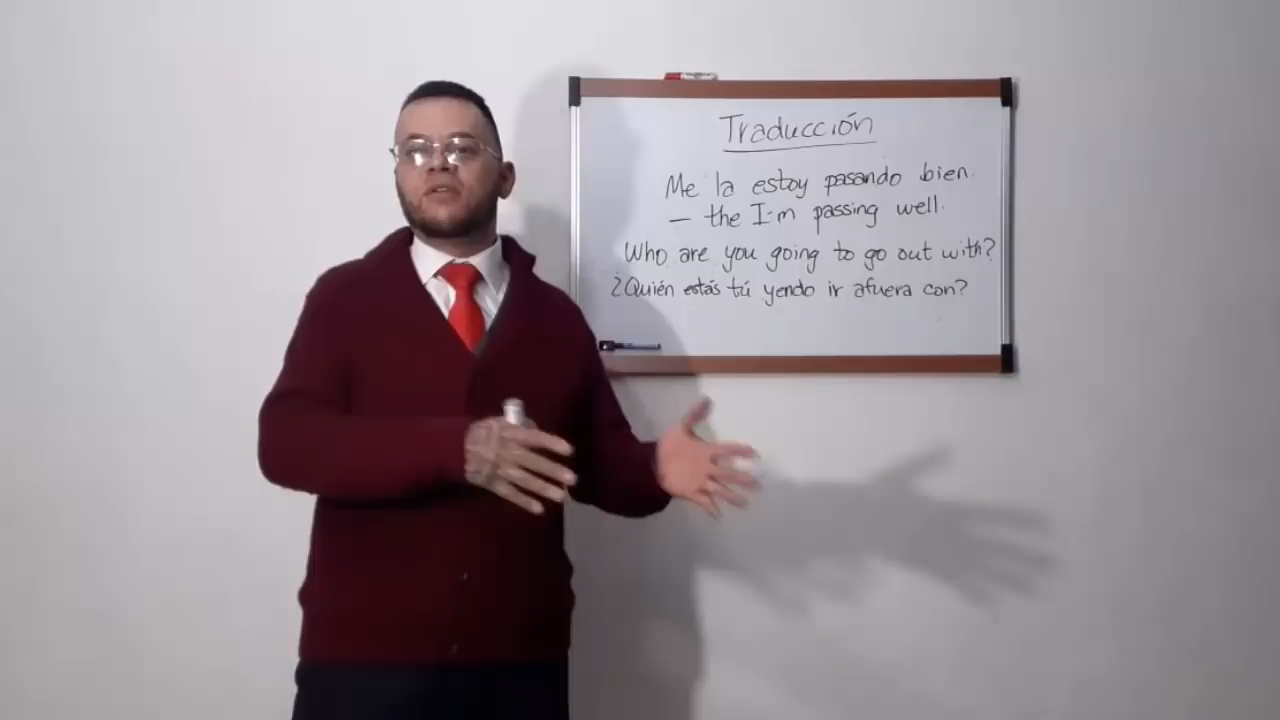 Traducción
Me la estoy pasando bien.
— the I'm passing well.
Who are you going to go out with?
¿Quién estás tú yendo ir afuera con?